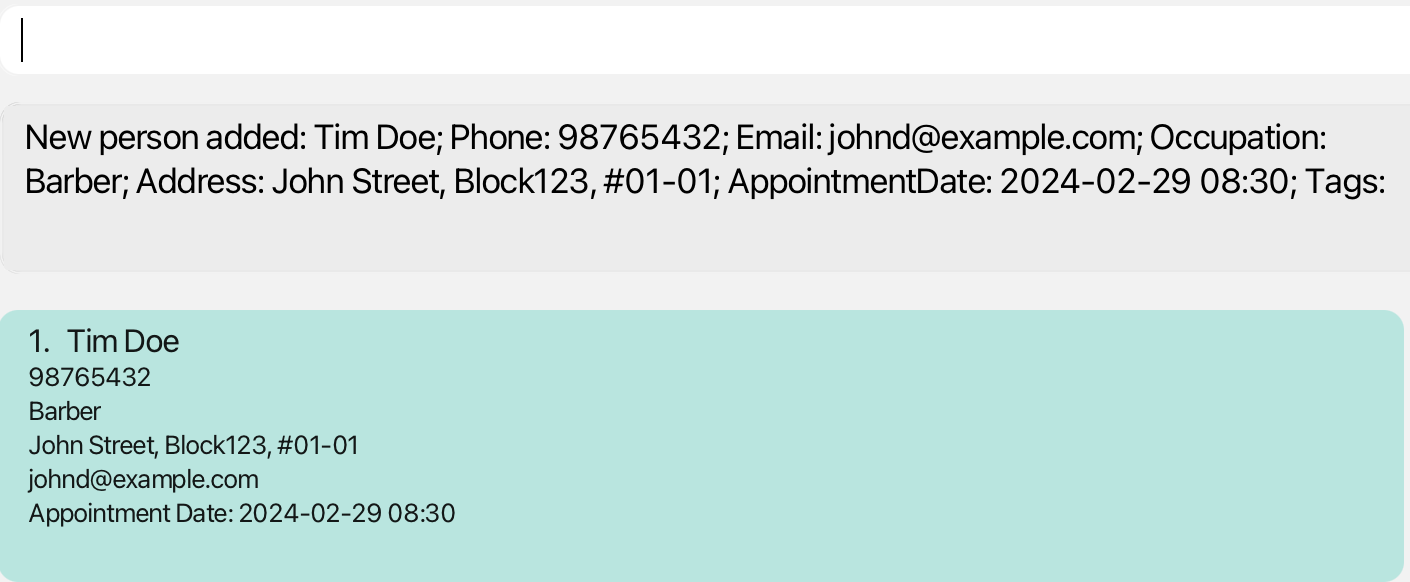 New person added: Tim Doe; Phone: 98765432; Email: johnd@example.com; Occupation:
Barber; Address: John Street, Block123, #01-01; AppointmentDate: 2024-02-29 08:30; Tags:
1. Tim Doe
98765432
Barber
John Street, Block123, #01-01
johnd@example.com
Appointment Date: 2024-02-29 08:30